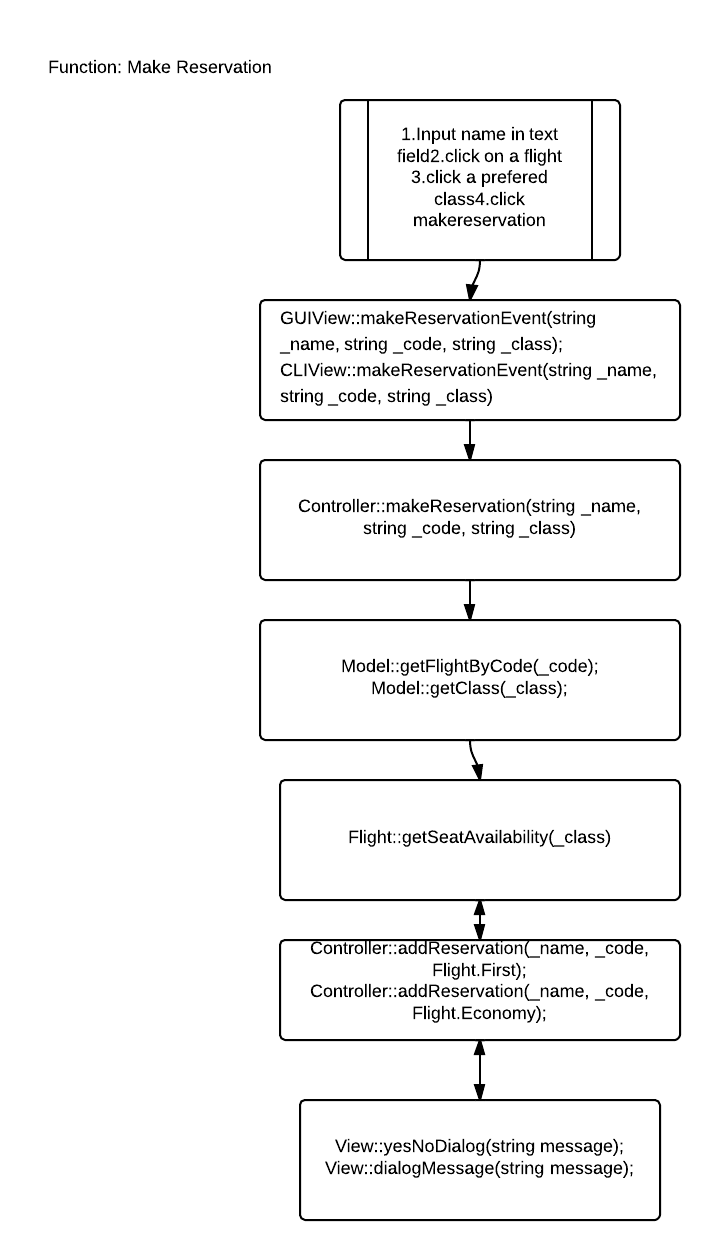 Function: Make Reservation
1.Input name in text
field2.click on a flight
3.click a prefered
class4.click
makereservation
GUIView::makeReservationEvent(string
_name, string _code, string _class);
CLIView::makeReservationEvent(string _name,
string _code, string _class)
Controller::makeReservation(string _name,
string _code, string _class)
Model::getFlightByCode(_code);
Model::getClass(_class);
Flight::getSeatAvailability(_class)
Controller::addReservation(_name, _code,
Flight.First);
Controller::addReservation(_name, _code,
Flight.Economy);
View::yesNoDialog(string message);
View::dialogMessage(string message);